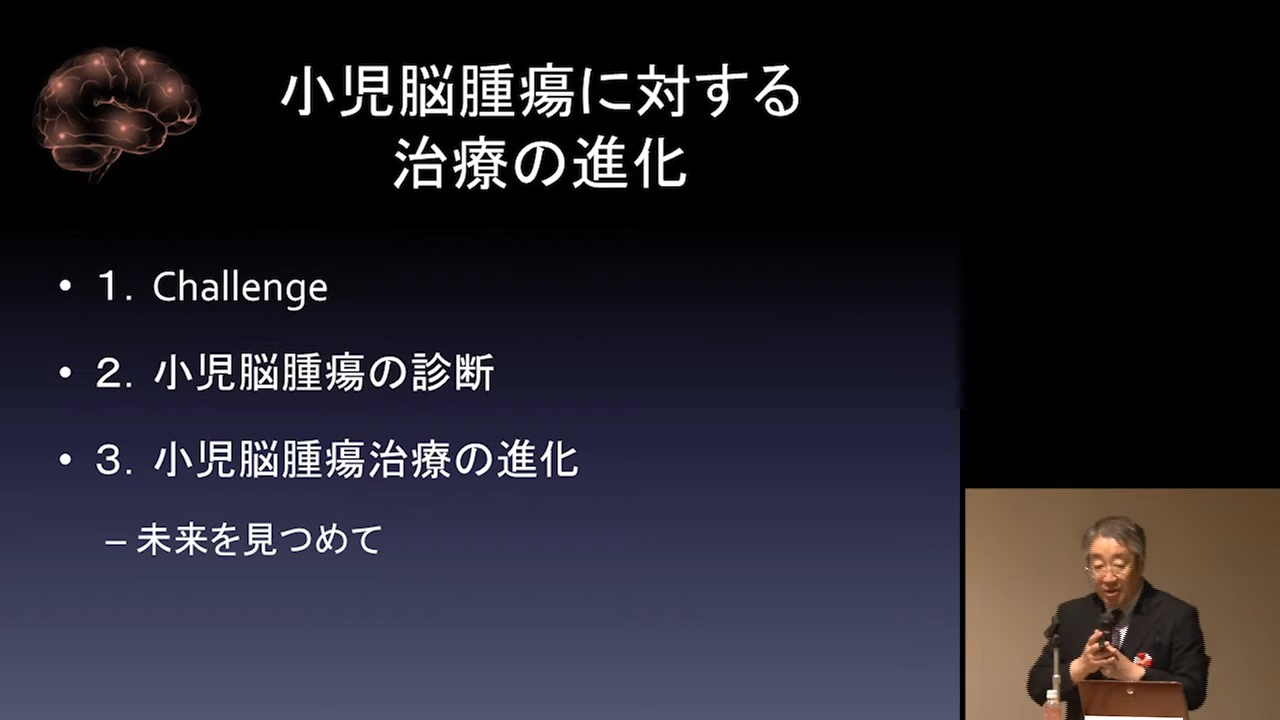 小児脳腫瘍に対する
治療の進化
• 1. Challenge
• 2. 小児脳腫瘍の診断
• 3. 小児脳腫瘍治療の進化
– 未来を見つめて